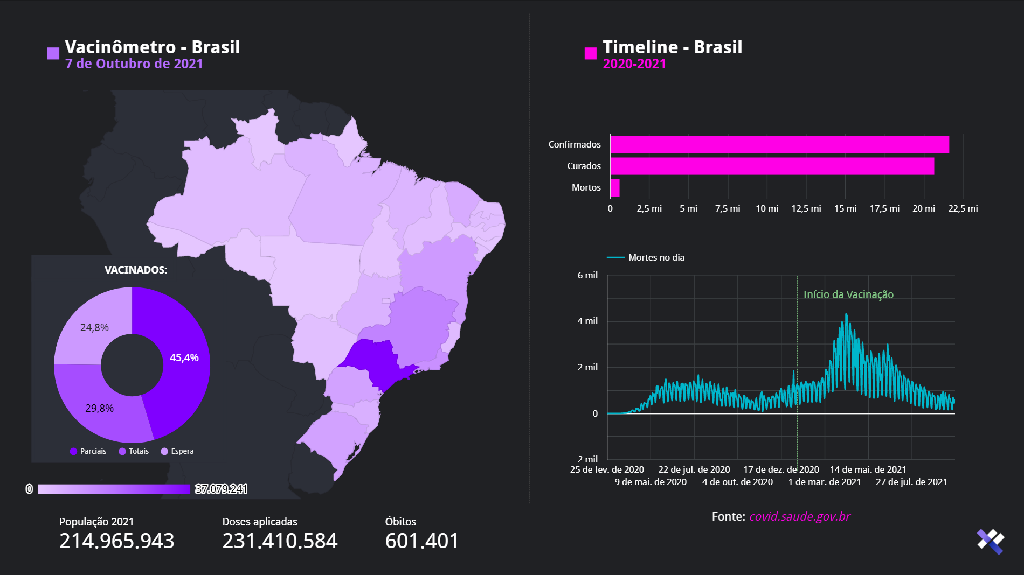 Vacinômetro - Brasil
7 de Outubro de 2021
VACINADOS:
24,8%
45,4%
29,8%
Parciais Totais Espera
0 37.079.241
População 2021 Doses aplicadas Óbitos
214,965,943 231,410,584 601,401
Timeline - Brasil
2020-2021
Confirmados
Curados
Mortos
0 2,5 mi 5 mi 7,5 mi 10 mi 12,5 mi 15 mi 17,5 mi 20 mi 22,5 mi
Mortes no dia
6 mil
Início da Vacinação
4 mil
2 mil
0
2 mil
25 de fev. de 2020 22 de jul. de 2020 17 de dez. de 2020 14 de mai. de 2021
9 de mai. de 2020 4 de out. de 2020 1 de mar. de 2021 27 de jul. de 2021
Fonte: covid.saude.gov.br